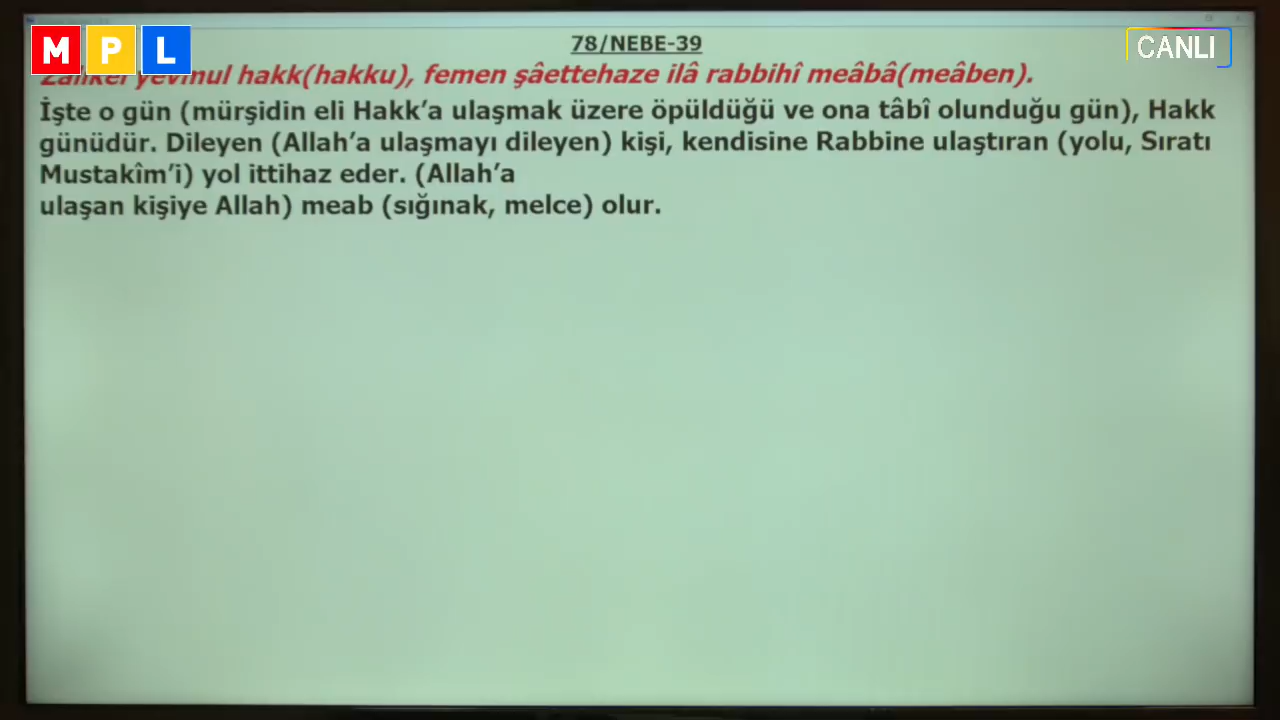 M P L
CANLI
78/NEBE-39
Zâlikel yevmul hakk(hakku), femen şâettehaze ilâ rabbihî meâbâ(meâben).
İşte o gün (mürşidin eli Hakk’a ulaşmak üzere öpüldüğü ve ona tâbî olunduğu gün), Hakk
günüdür. Dileyen (Allah’a ulaşmayı dileyen) kişi, kendisine Rabbine ulaştıran (yolu, Sıratı
Mustakîm’i) yol ittihaz eder. (Allah’a
ulaşan kişiye Allah) meab (sığınak, melce) olur.